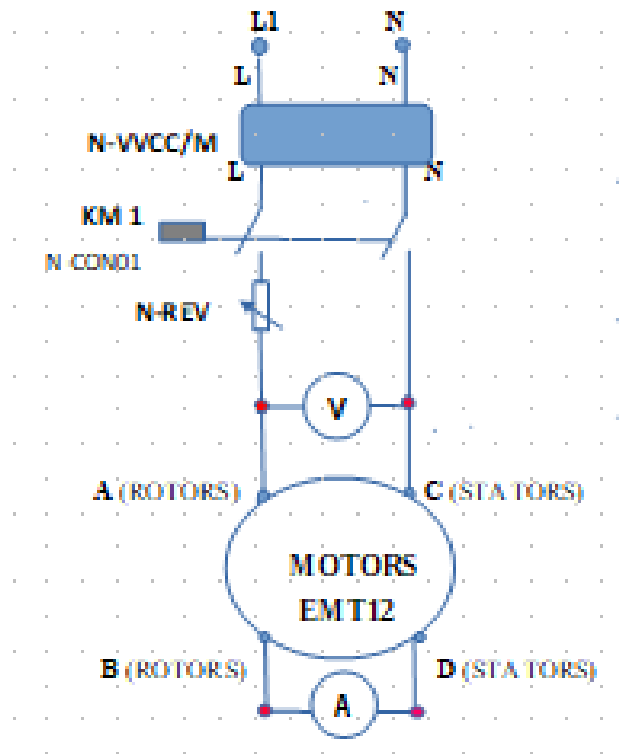 L1 N
L N
N-VVCC/M
L N
KM 1
N-CON01
N-REV
V
A (ROTORS) C (STATORS)
MOTORS
EMT12
B (ROTORS) D (STATORS)
A